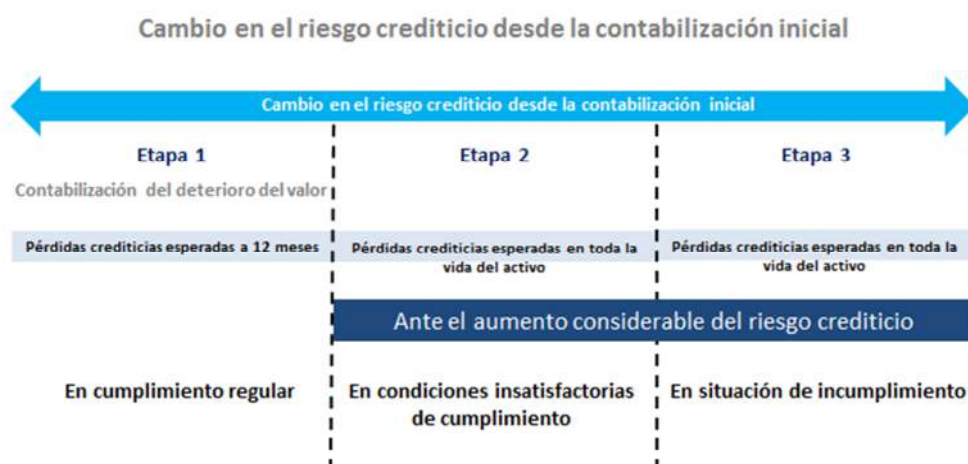 Cambio en el riesgo crediticio desde la contabilización inicial
Cambio en el riesgo crediticio desde la contabilización inicial
Etapa 1
Etapa 2
Etapa 3
Contabilización del deterioro del valor
Pérdidas crediticias esperadas a 12 meses
Pérdidas crediticias esperadas en toda la
vida del activo
Pérdidas crediticias esperadas en toda la
vida del activo
Ante el aumento considerable del riesgo crediticio
En cumplimiento regular
En condiciones insatisfactorias
de cumplimiento
En situación de incumplimiento